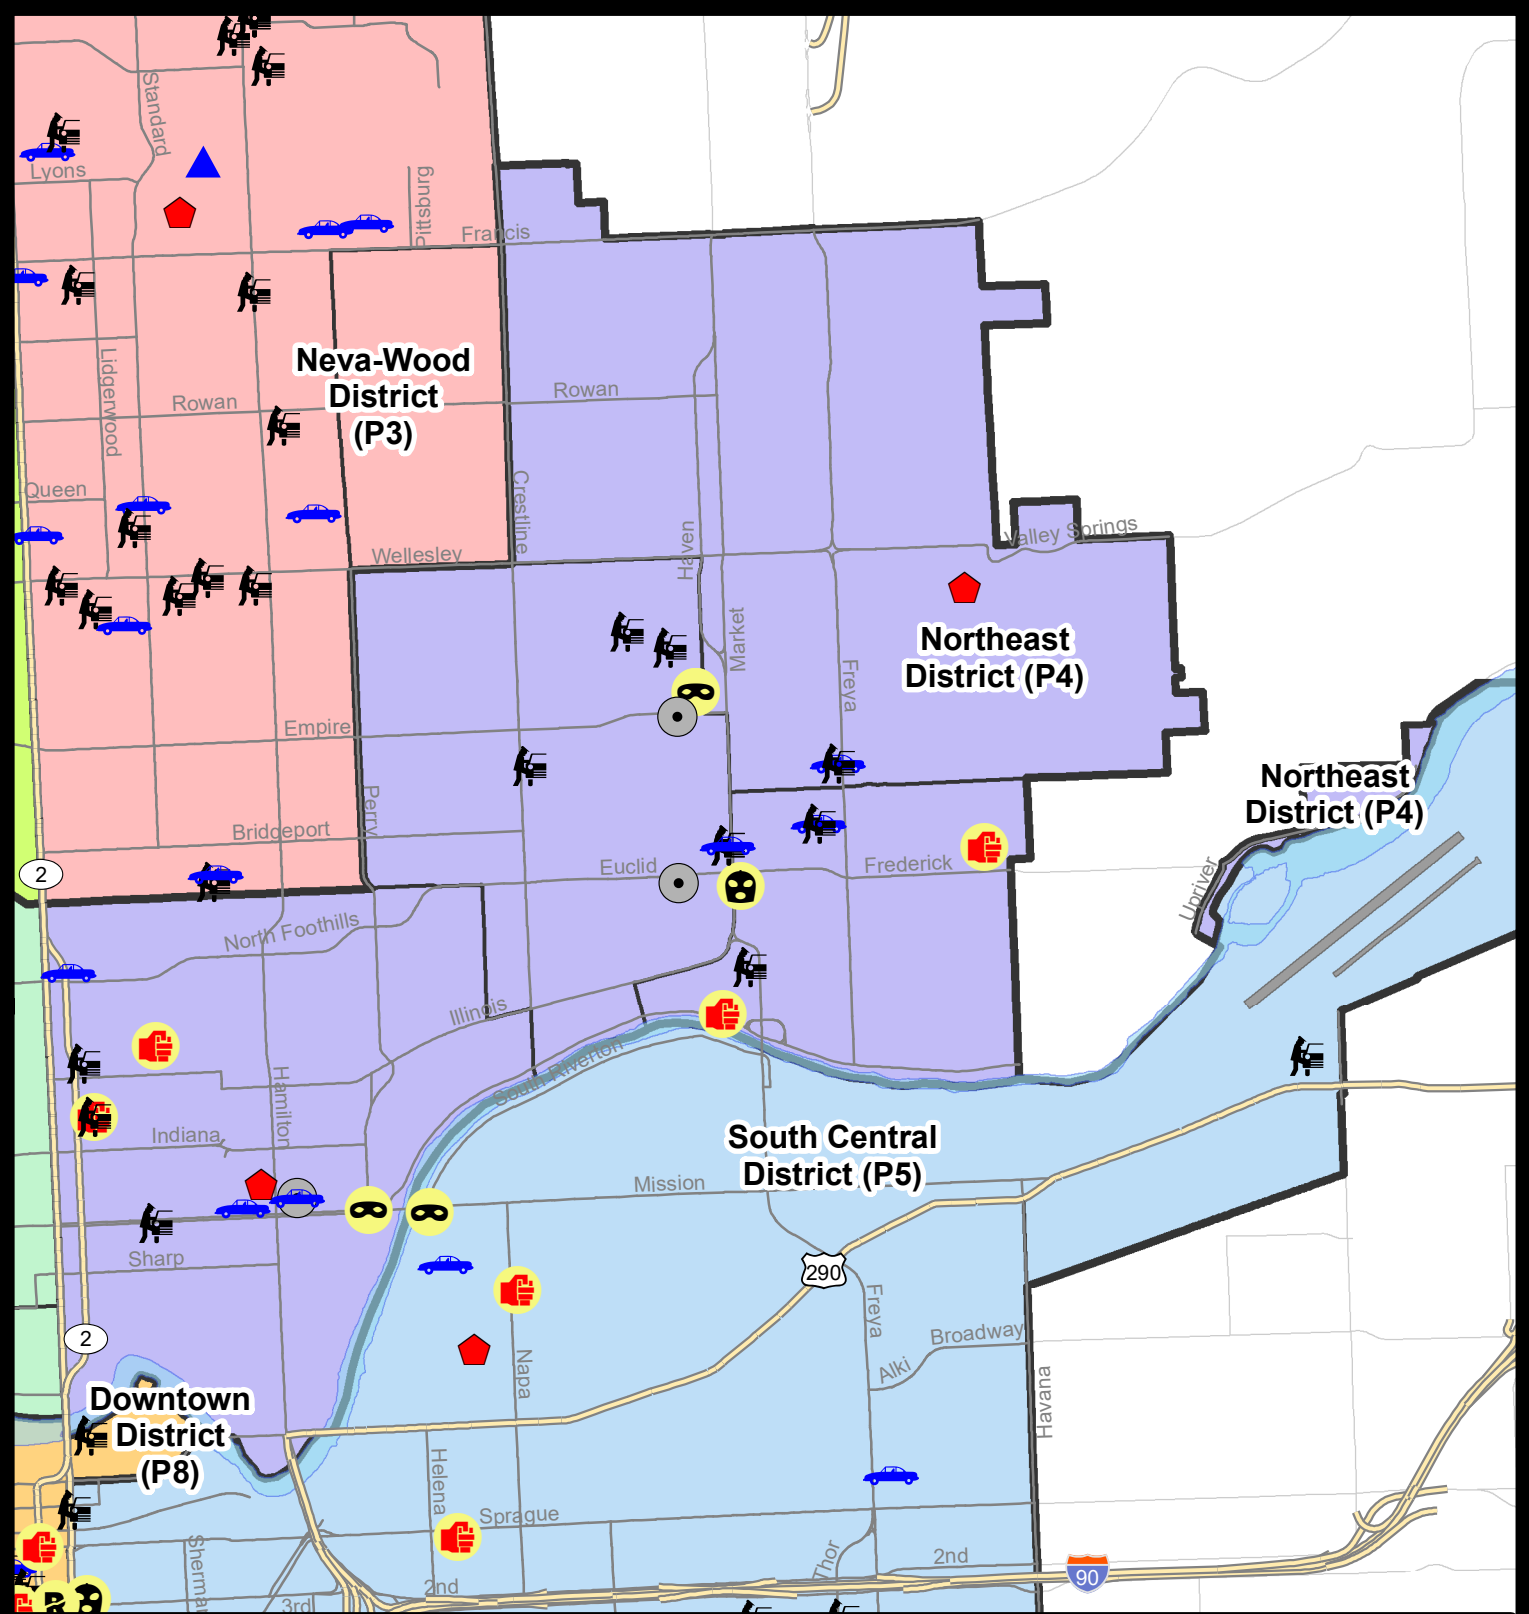 Standard
Lyons
Pittsburg
Francis
Neva-Wood
District
(P3)
Lidgerwood
Rowan
Rowan
Queen
Crestline
Wellesley
Haven
Valley Springs
Market
Northeast
District (P4)
Freya
Empire
Northeast
District (P4)
Perry
Bridgeport
Euclid
Frederick
2
Upriver
North Foothills
Illinois
South Riverton
Hamilton
Indiana
South Central
District (P5)
Mission
Sharp
290
Freya
Broadway
2
Napa
Alki
Havana
Downtown
District
(P8)
Helena
Sprague
Thor
2nd
90
2nd
3rd
R